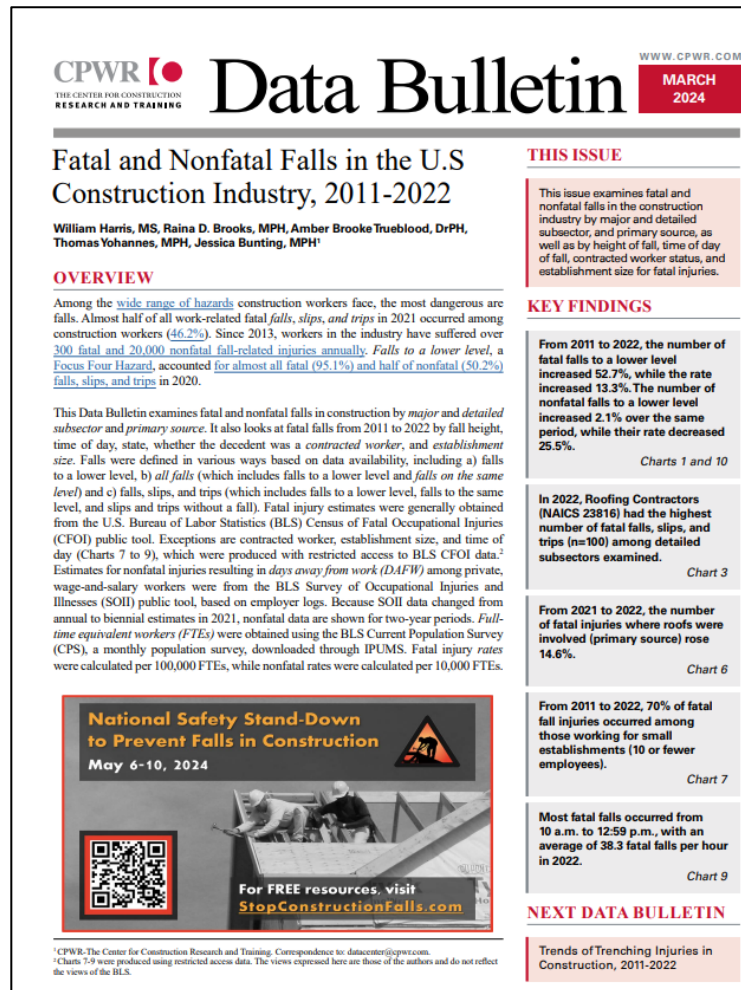 CPWR
THE CENTER FOR CONSTRUCTION
RESEARCH AND TRAINING
Data Bulletin
WWW.CPWR.COM
MARCH
2024
Fatal and Nonfatal Falls in the U.S
Construction Industry, 2011-2022
William Harris, MS, Raina D. Brooks, MPH, Amber Brooke Trueblood, DrPH,
Thomas Yohannes, MPH, Jessica Bunting, MPH¹
OVERVIEW
Among the wide range of hazards construction workers face, the most dangerous are
falls. Almost half of all work-related fatal falls, slips, and trips in 2021 occurred among
construction workers (46.2%). Since 2013, workers in the industry have suffered over
300 fatal and 20,000 nonfatal fall-related injuries annually. Falls to a lower level, a
Focus Four Hazard, accounted for almost all fatal (95.1%) and half of nonfatal (50.2%)
falls, slips, and trips in 2020.
This Data Bulletin examines fatal and nonfatal falls in construction by major and detailed
subsector and primary source. It also looks at fatal falls from 2011 to 2022 by fall height,
time of day, state, whether the decedent was a contracted worker, and establishment
size. Falls were defined in various ways based on data availability, including a) falls
to a lower level, b) all falls (which includes falls to a lower level and falls on the same
level) and c) falls, slips, and trips (which includes falls to a lower level, falls to the same
level, and slips and trips without a fall). Fatal injury estimates were generally obtained
from the U.S. Bureau of Labor Statistics (BLS) Census of Fatal Occupational Injuries
(CFOI) public tool. Exceptions are contracted worker, establishment size, and time of
day (Charts 7 to 9), which were produced with restricted access to BLS CFOI data.²
Estimates for nonfatal injuries resulting in days away from work (DAFW) among private,
wage-and-salary workers were from the BLS Survey of Occupational Injuries and
Illnesses (SOII) public tool, based on employer logs. Because SOII data changed from
annual to biennial estimates in 2021, nonfatal data are shown for two-year periods. Full-
time equivalent workers (FTEs) were obtained using the BLS Current Population Survey
(CPS), a monthly population survey, downloaded through IPUMS. Fatal injury rates
were calculated per 100,000 FTEs, while nonfatal rates were calculated per 10,000 FTEs.
National Safety Stand-Down
to Prevent Falls in Construction
May 6-10, 2024
For FREE resources, visit
StopConstructionFalls.com
¹ CPWR-The Center for Construction Research and Training. Correspondence to: datacenter@cpwr.com.
² Charts 7-9 were produced using restricted access data. The views expressed here are those of the authors and do not reflect
the views of the BLS.
THIS ISSUE
This issue examines fatal and
nonfatal falls in the construction
industry by major and detailed
subsector, and primary source, as
well as by height of fall, time of day
of fall, contracted worker status, and
establishment size for fatal injuries.
KEY FINDINGS
From 2011 to 2022, the number of
fatal falls to a lower level
increased 52.7%, while the rate
increased 13.3%. The number of
nonfatal falls to a lower level
increased 2.1% over the same
period, while their rate decreased
25.5%.
Charts 1 and 10
In 2022, Roofing Contractors
(NAICS 23816) had the highest
number of fatal falls, slips, and
trips (n=100) among detailed
subsectors examined.
Chart 3
From 2021 to 2022, the number
of fatal injuries where roofs were
involved (primary source) rose
14.6%.
Chart 6
From 2011 to 2022, 70% of fatal
fall injuries occurred among
those working for small
establishments (10 or fewer
employees).
Chart 7
Most fatal falls occurred from
10 a.m. to 12:59 p.m., with an
average of 38.3 fatal falls per hour
in 2022.
Chart 9
NEXT DATA BULLETIN
Trends of Trenching Injuries in
Construction, 2011-2022